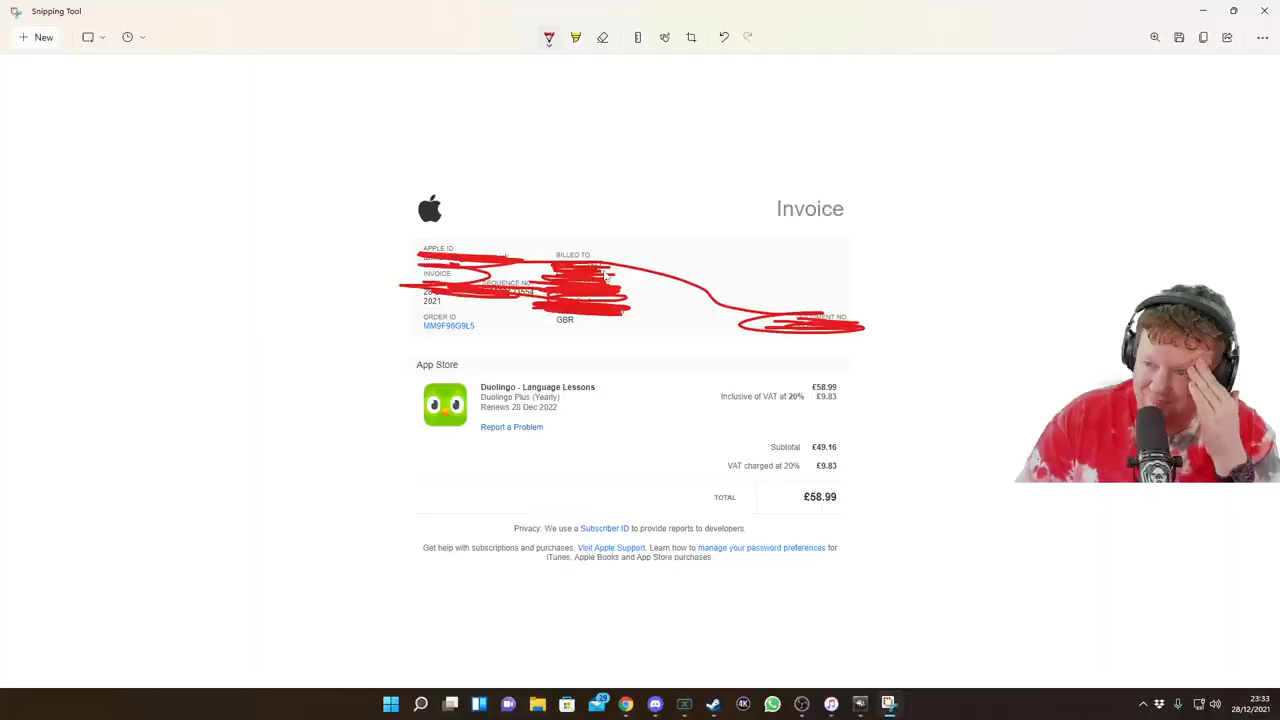 Snipping Tool
New
Invoice
APPLE ID
BILLED TO
INVOICE
SEQUENCE NO.
2021
ORDER ID
MM9F96G9L5
GBR
App Store
Duolingo - Language Lessons
£58.99
Duolingo Plus (Yearly)
Inclusive of VAT at 20%
£9.83
Renews 28 Dec 2022
Report a Problem
Subtotal
£49.16
VAT charged at 20%
£9.83
TOTAL
£58.99
Privacy: We use a Subscriber ID to provide reports to developers.
Get help with subscriptions and purchases. Visit Apple Support. Learn how to manage your password preferences for
iTunes, Apple Books and App Store purchases
29
4K
23:33
28/12/2021